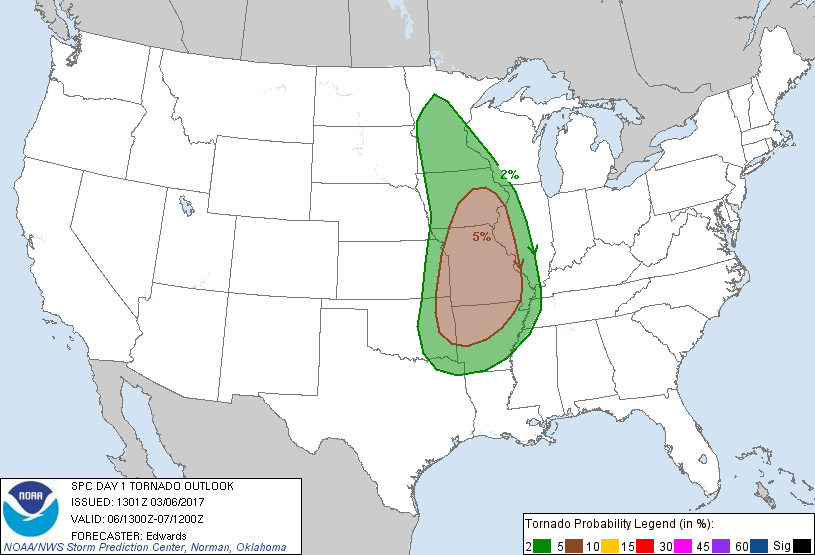 2%
5%
NOAA
SPC DAY 1 TORNADO OUTLOOK
ISSUED: 1301Z 03/06/2017
VALID: 06/1300Z-07/1200Z
FORECASTER: Edwards
NOAA/NWS Storm Prediction Center, Norman, Oklahoma
Tornado Probability Legend (in %):
2 5 10 15 30 45 60 Sig